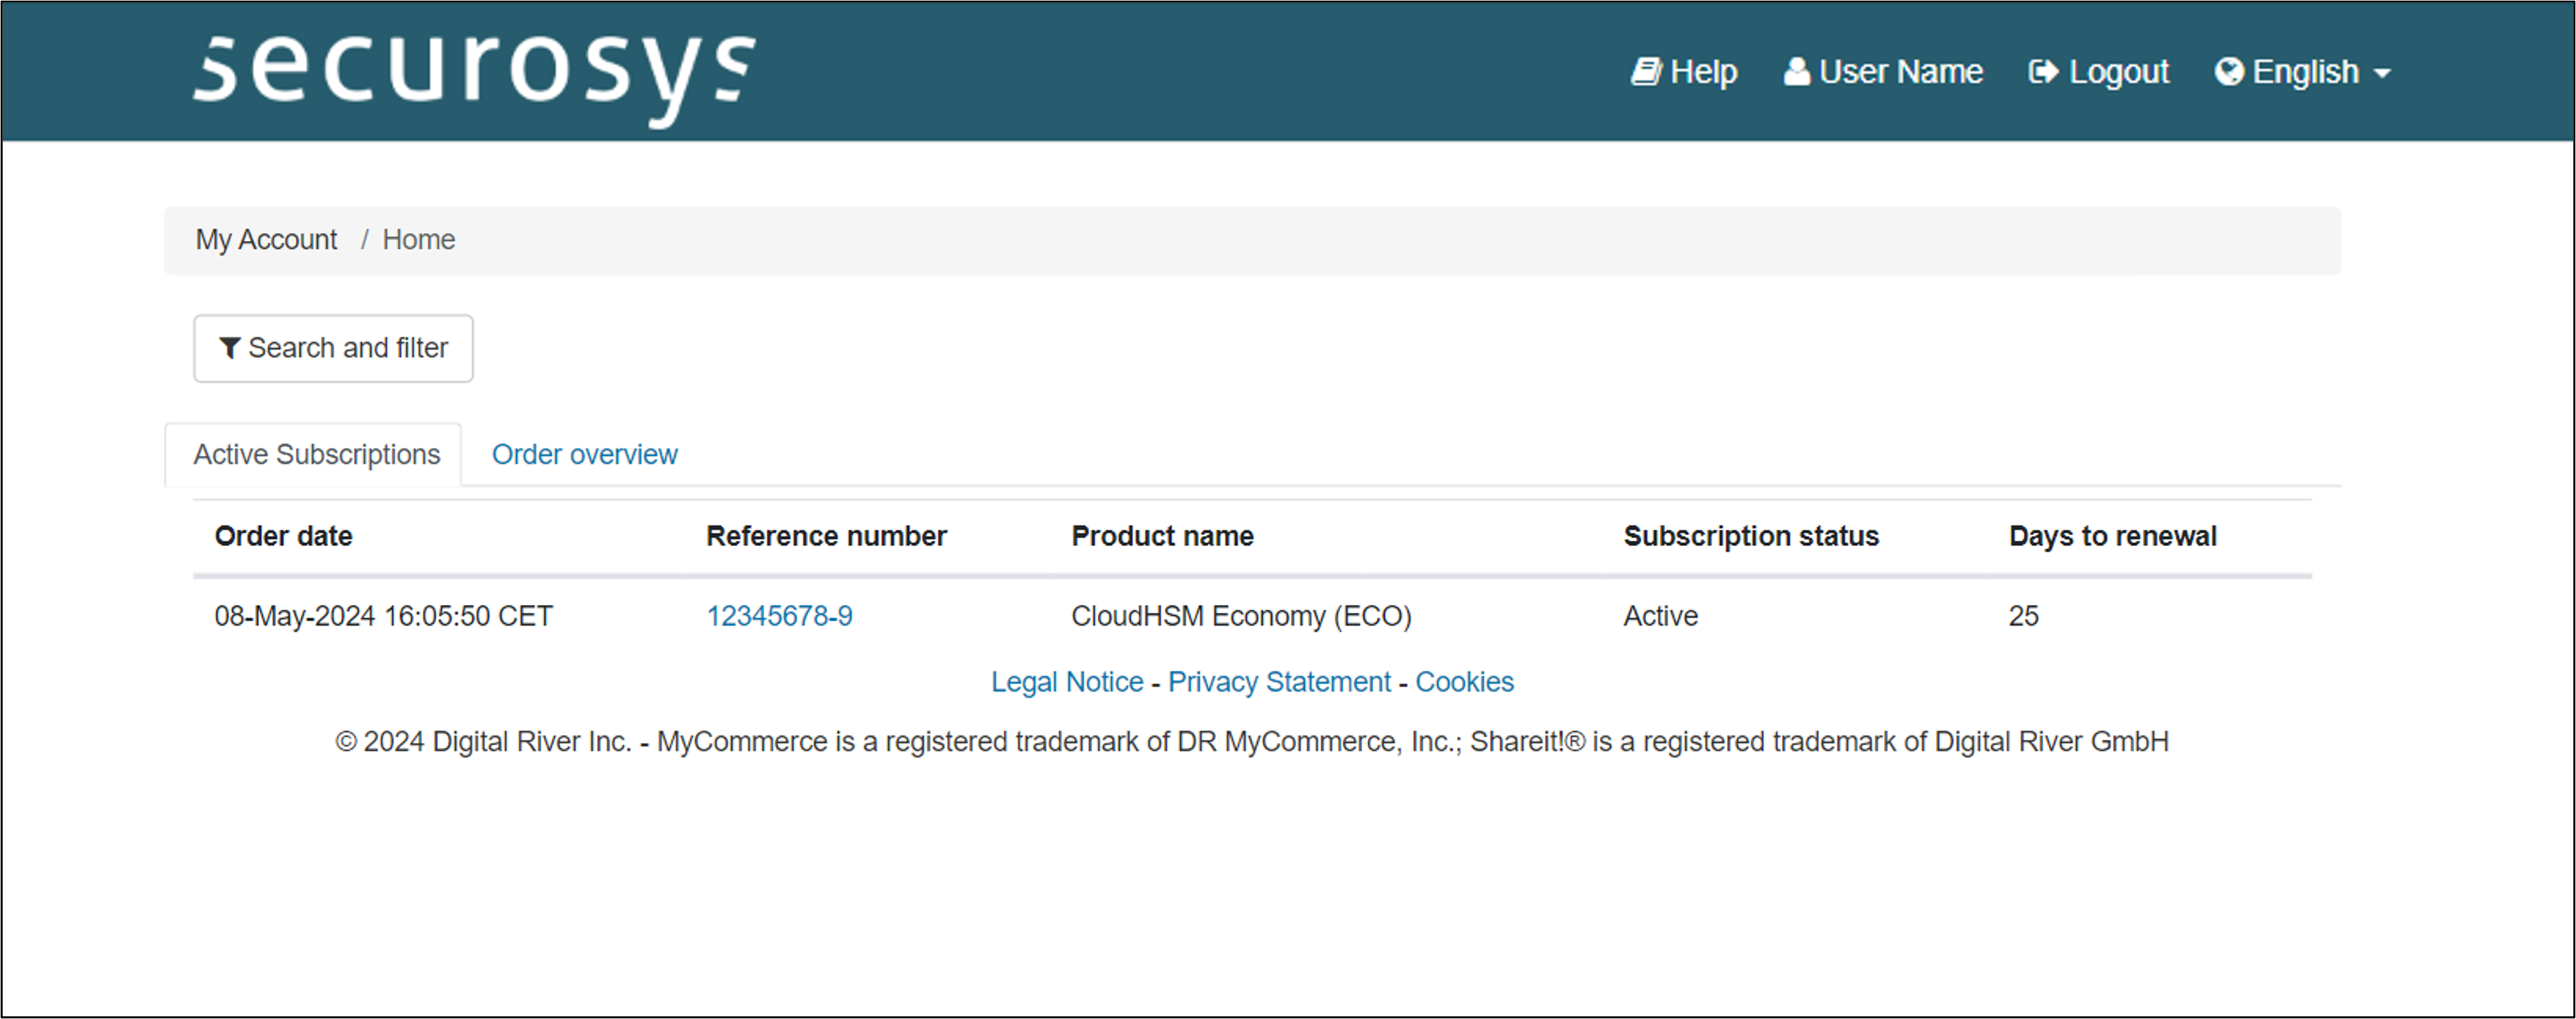 securosys
Help User Name Logout English
My Account / Home
Search and filter
Active Subscriptions Order overview
Order date Reference number Product name Subscription status Days to renewal
08-May-2024 16:05:50 CET 12345678-9 CloudHSM Economy (ECO) Active 25
Legal Notice - Privacy Statement - Cookies
© 2024 Digital River Inc. - MyCommerce is a registered trademark of DR MyCommerce, Inc.; Shareit!® is a registered trademark of Digital River GmbH